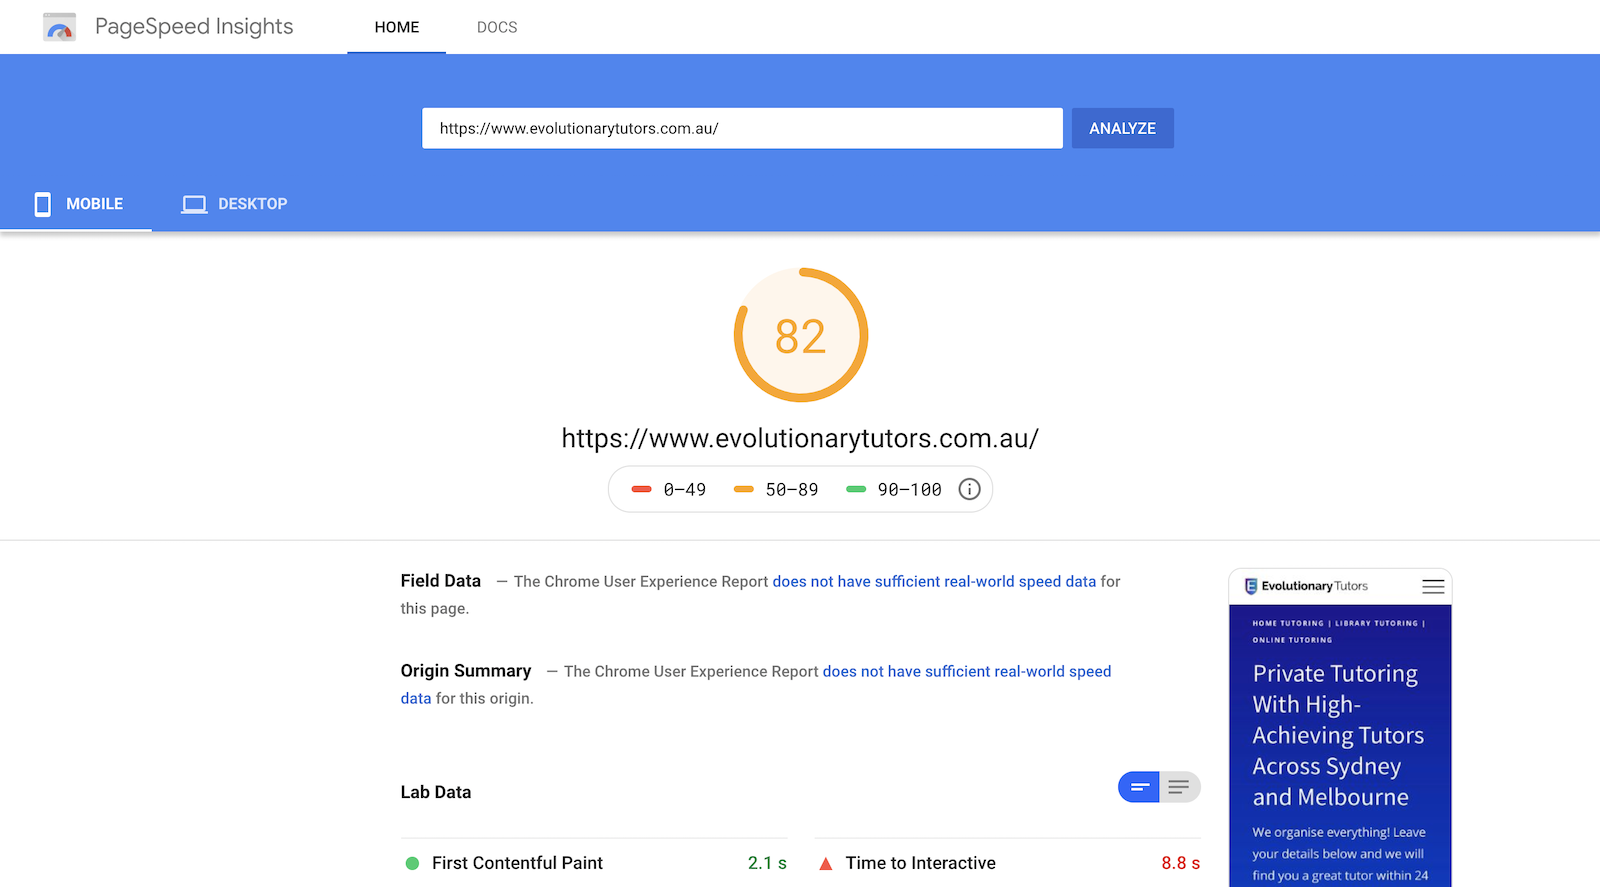 PageSpeed Insights
HOME
DOCS
https://www.evolutionarytutors.com.au/
ANALYZE
MOBILE
DESKTOP
82
https://www.evolutionarytutors.com.au/
0–49
50–89
90–100
Field Data — The Chrome User Experience Report does not have sufficient real-world speed data for
this page.
Origin Summary — The Chrome User Experience Report does not have sufficient real-world speed
data for this origin.
Lab Data
First Contentful Paint
2.1 s
Time to Interactive
8.8 s
Evolutionary Tutors
HOME TUTORING | LIBRARY TUTORING |
ONLINE TUTORING
Private Tutoring
With High-
Achieving Tutors
Across Sydney
and Melbourne
We organise everything! Leave
your details below and we will
find you a great tutor within 24